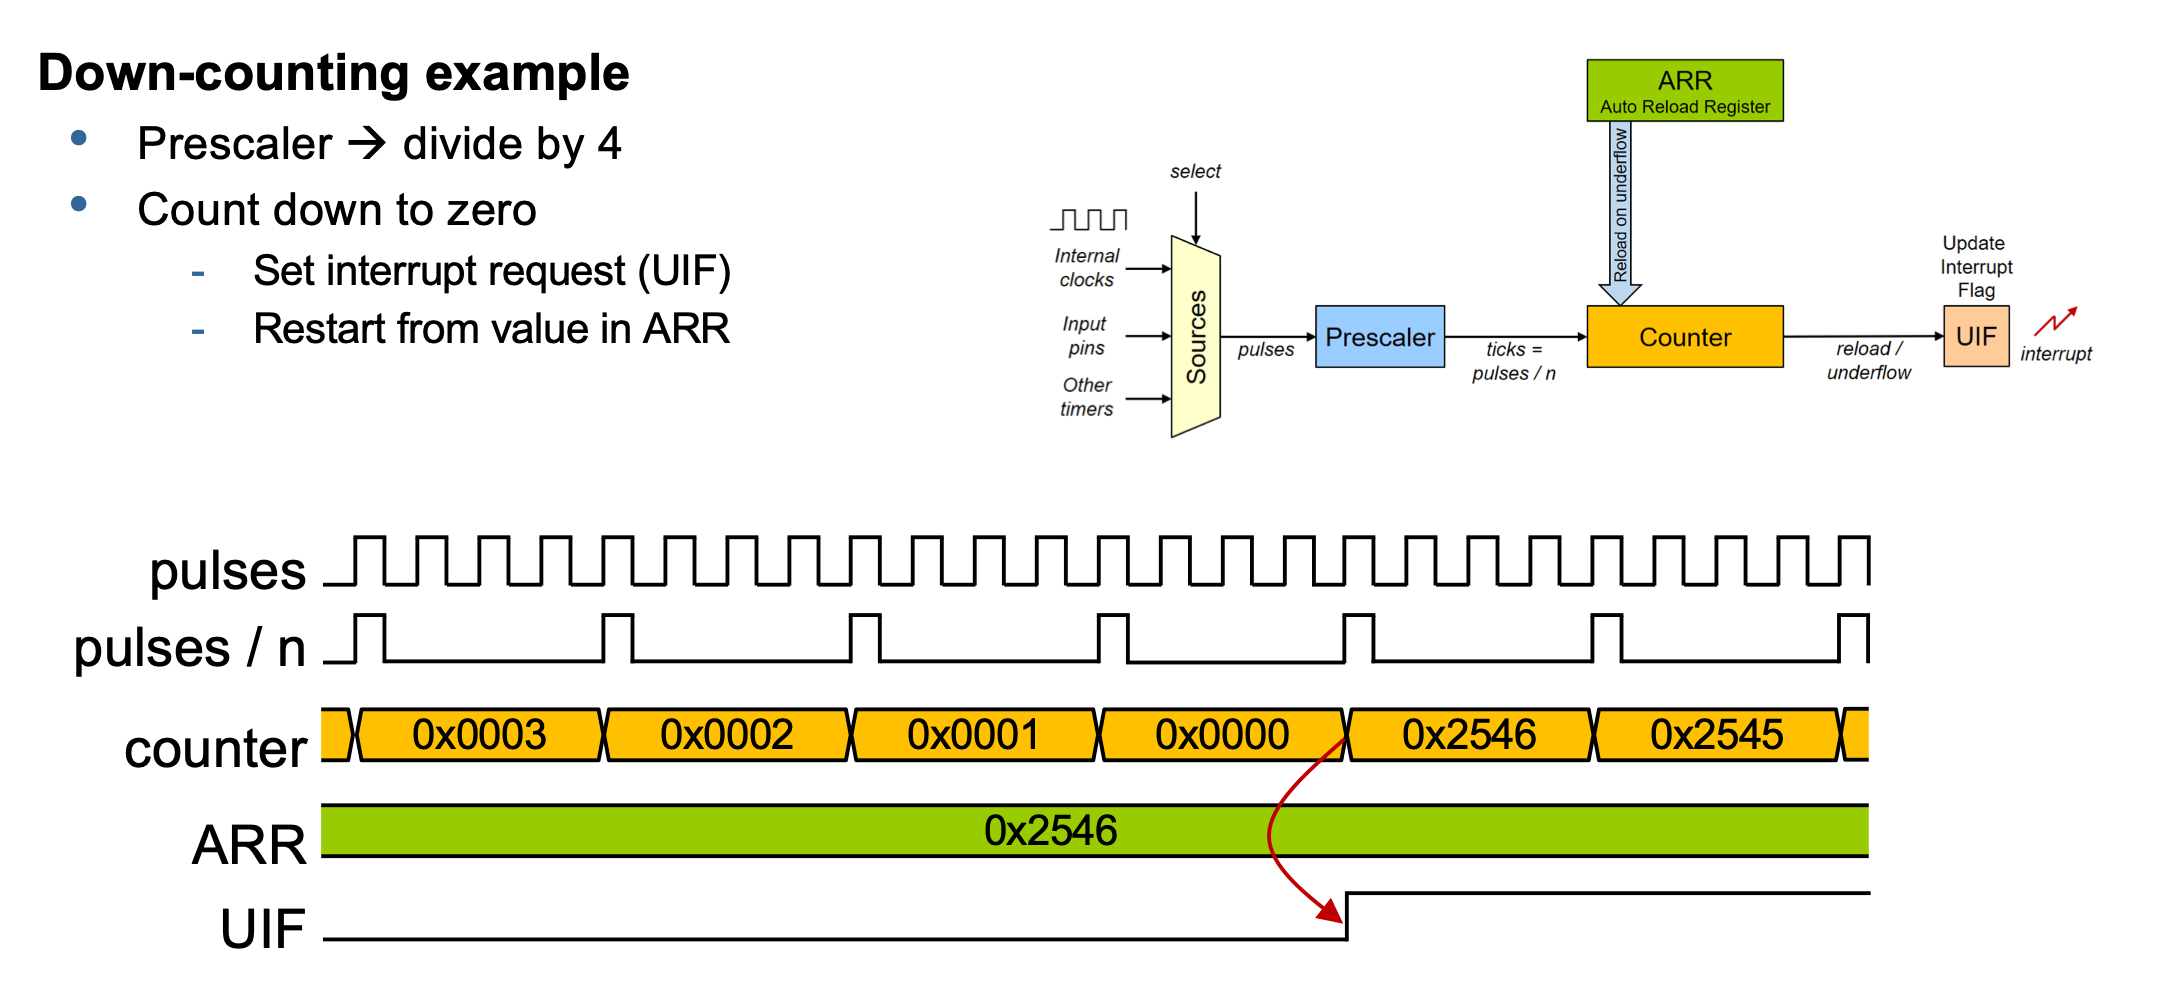 Down-counting example
• Prescaler → divide by 4
• Count down to zero
- Set interrupt request (UIF)
- Restart from value in ARR
ARR
Auto Reload Register
Reload on underflow
select
Internal
clocks
Input
pins
Other
timers
Sources
pulses
Prescaler
ticks =
pulses / n
Counter
reload /
underflow
Update
Interrupt
Flag
UIF
interrupt
pulses
pulses / n
counter 0x0003 0x0002 0x0001 0x0000 0x2546 0x2545
ARR 0x2546
UIF